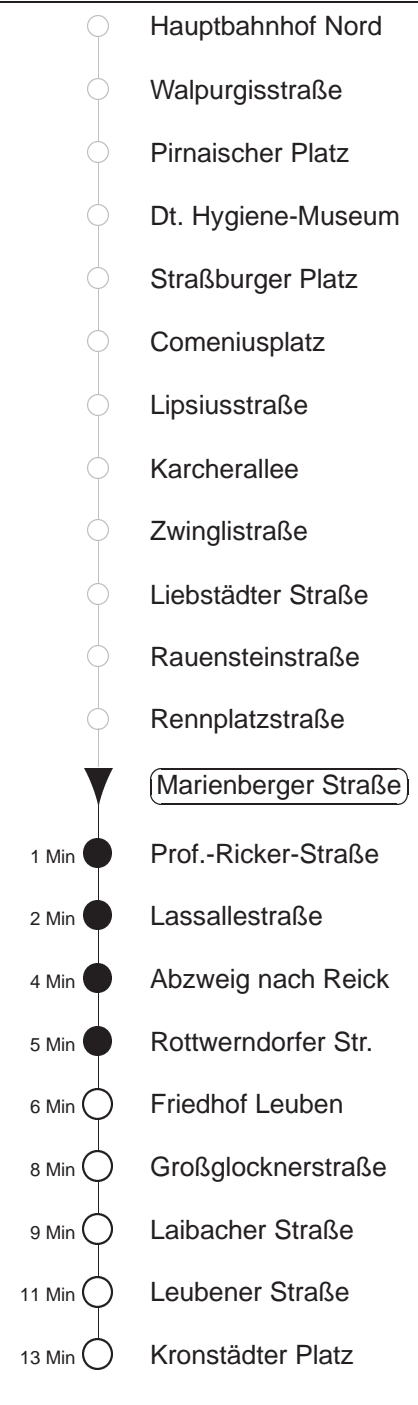 Hauptbahnhof Nord
Walpurgisstraße
Pirnaischer Platz
Dt. Hygiene-Museum
Straßburger Platz
Comeniusplatz
Lipsiusstraße
Karcherallee
Zwinglistraße
Liebstädter Straße
Rauensteinstraße
Rennplatzstraße
Marienberger Straße
1 Min Prof.-Ricker-Straße
2 Min Lassallestraße
4 Min Abzweig nach Reick
5 Min Rottwerndorfer Str.
6 Min Friedhof Leuben
8 Min Großglocknerstraße
9 Min Laibacher Straße
11 Min Leubener Straße
13 Min Kronstädter Platz